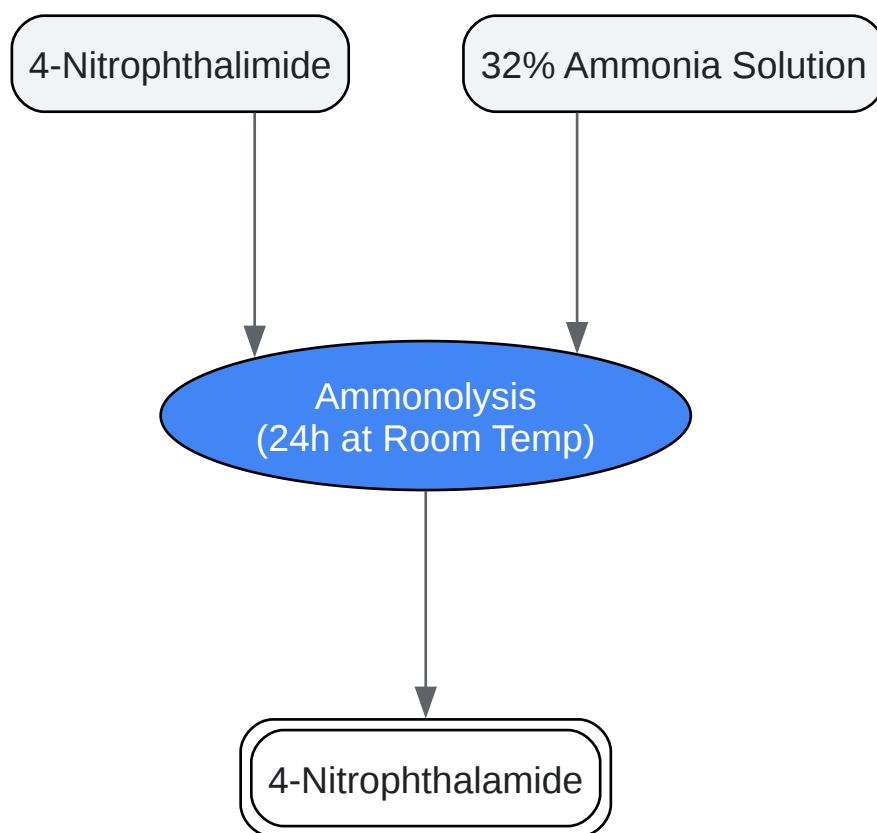 4-Nitrophthalimide
32% Ammonia Solution
Ammonolysis
(24h at Room Temp)
4-Nitrophthalamide